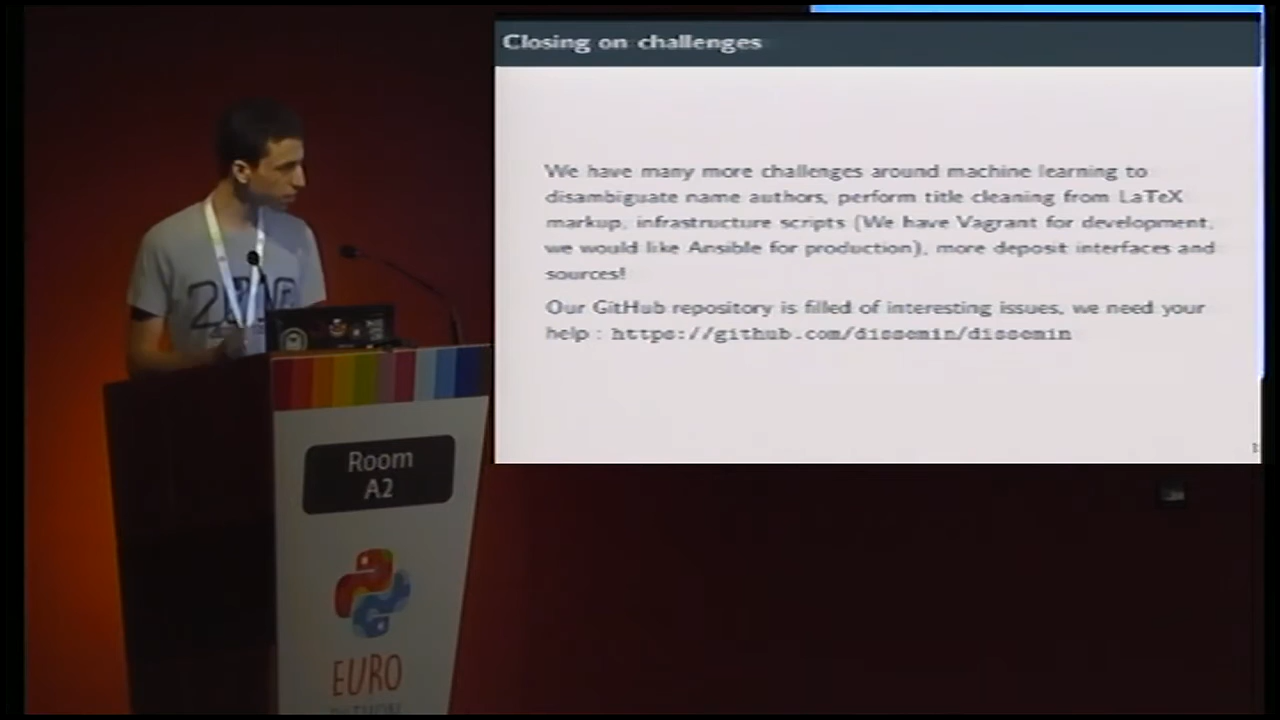 Closing on challenges
We have many more challenges around machine learning to
disambiguate name authors, perform title cleaning from LaTeX
markup, infrastructure scripts (We have Vagrant for development,
we would like Ansible for production), more deposit interfaces and
sources!
Our GitHub repository is filled of interesting issues, we need your
help : https://github.com/dissemin/dissemin
Room
A2
EURO
PYTHON